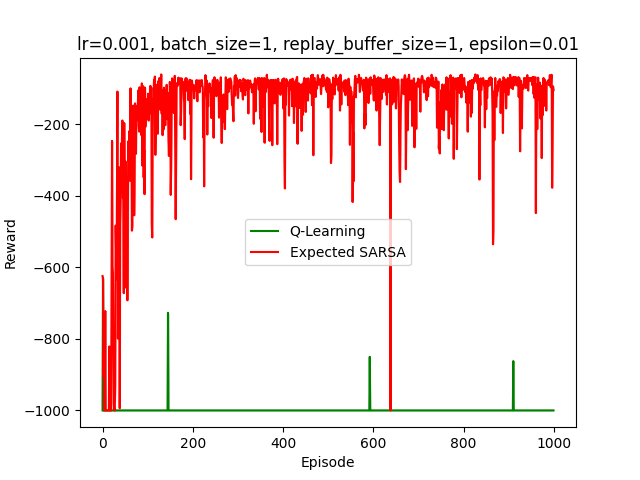 lr=0.001, batch_size=1, replay_buffer_size=1, epsilon=0.01
Reward
−200
−400
−600
−800
−1000
Q-Learning
Expected SARSA
0 200 400 600 800 1000
Episode